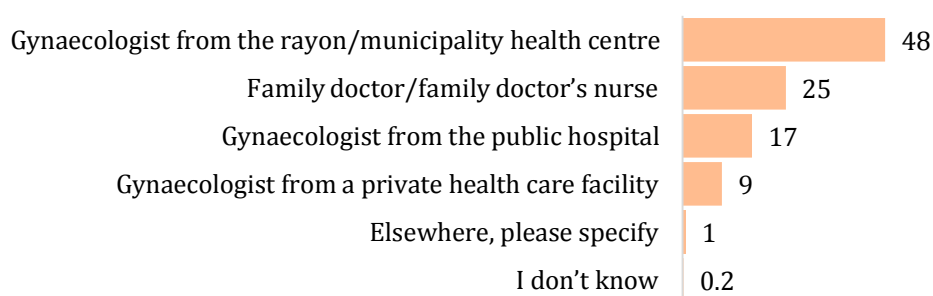 Gynaecologist from the rayon/municipality health centre 48
Family doctor/family doctor’s nurse 25
Gynaecologist from the public hospital 17
Gynaecologist from a private health care facility 9
Elsewhere, please specify 1
I don’t know 0.2